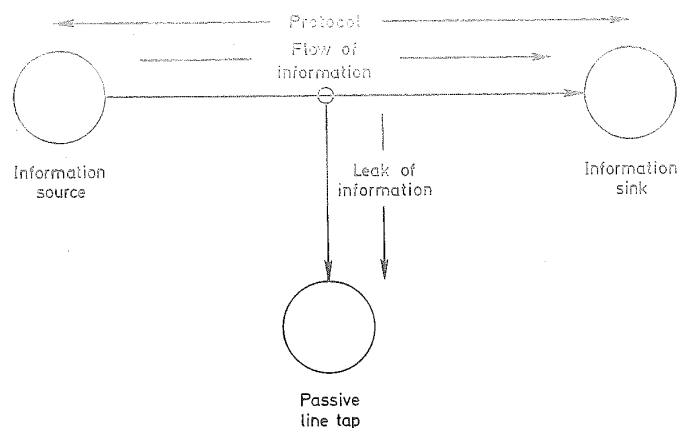 Protocol
Flow of
information
Information
source
Information
sink
Leak of
information
Passive
line tap